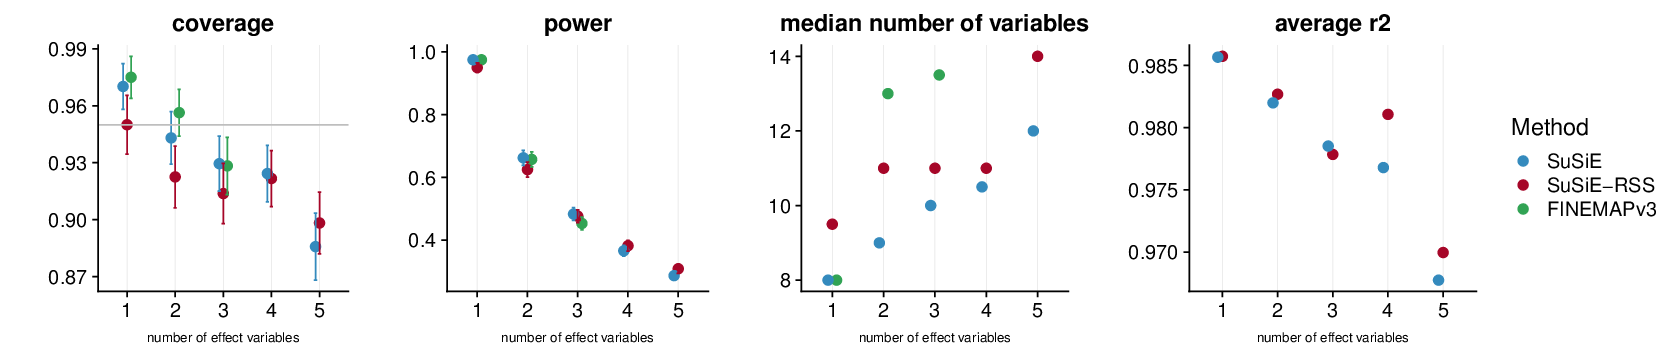 coverage
0.99
0.96
0.93
0.90
0.87
1 2 3 4 5
number of effect variables
power
1.0
0.8
0.6
0.4
1 2 3 4 5
number of effect variables
median number of variables
14
12
10
8
1 2 3 4 5
number of effect variables
average r2
0.985
0.980
0.975
0.970
1 2 3 4 5
number of effect variables
Method
SuSiE
SuSiE−RSS
FINEMAPv3